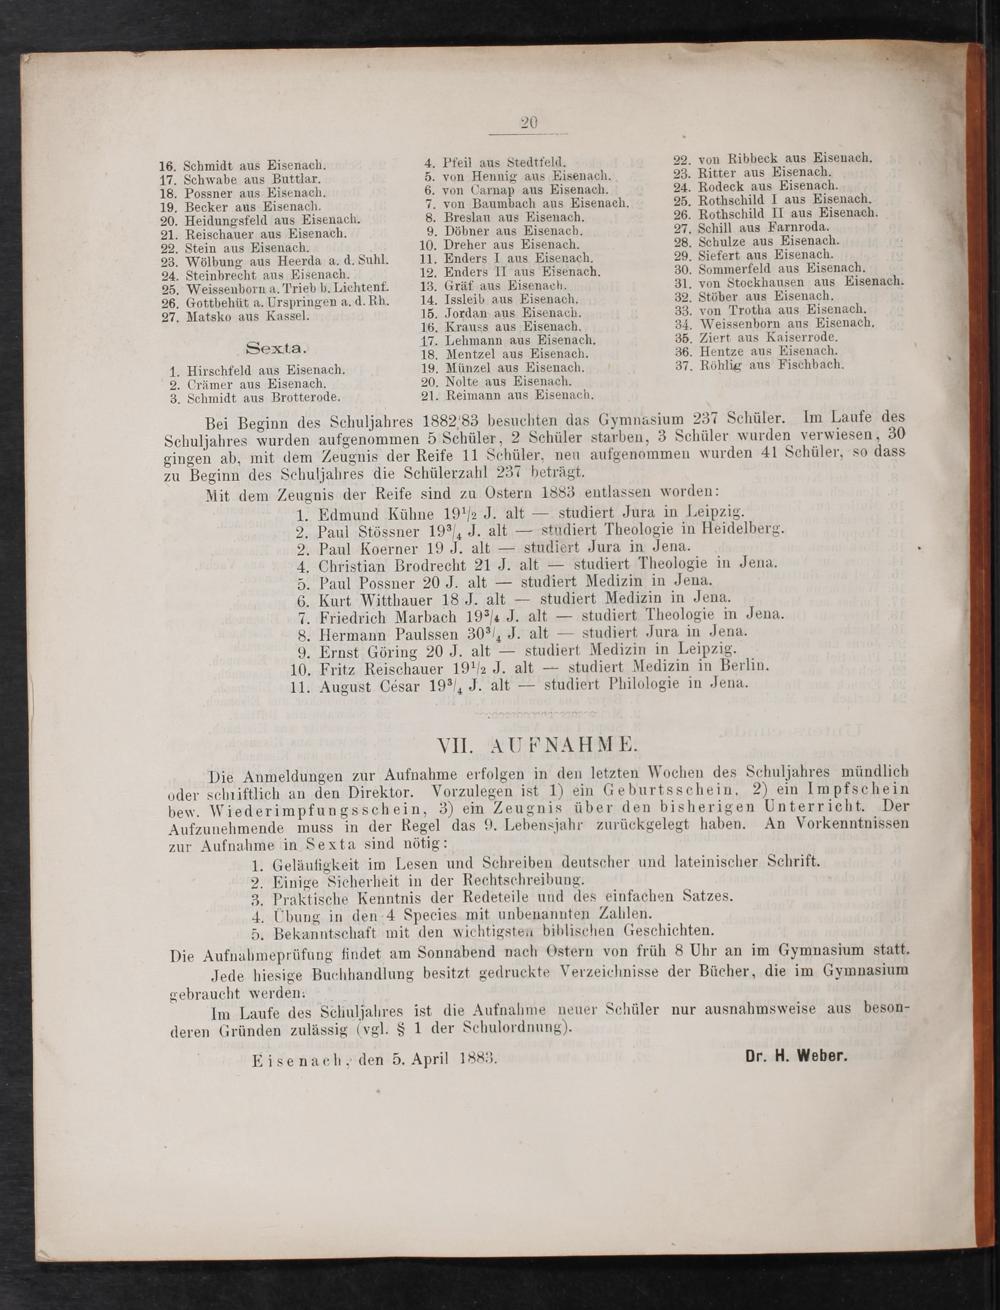 20
16. Schmidt aus Eisenach.
17. Schwabe aus Buttlar.
18. Possner aus Eisenach.
19. Becker aus Eisenach.
20. Heidungsfeld aus Eisenach.
21. Reischauer aus Eisenach.
22. Stein aus Eisenach.
23. Wölbung aus Heerda a. d. Suhl.
24. Steinbrecht aus Eisenach.
25. Weissenborn a. Trieb b. Lichtenf.
26. Gottbehüt a. Urspringen a. d. Rh.
27. Matsko aus Kassel.
Sexta.
1. Hirschfeld aus Eisenach.
2. Crämer aus Eisenach.
3. Schmidt aus Brotterode.
4. Pfeil aus Stedtfeld.
5. von Hennig aus Eisenach.
6. von Carnap aus Eisenach.
7. von Baumbach aus Eisenach.
8. Breslau aus Eisenach.
9. Döbner aus Eisenach.
10. Dreher aus Eisenach.
11. Enders I aus Eisenach.
12. Enders II aus Eisenach.
13. Gräf aus Eisenach.
14. Issleib aus Eisenach.
15. Jordan aus Eisenach.
16. Krauss aus Eisenach.
17. Lehmann aus Eisenach.
18. Mentzel aus Eisenach.
19. Münzel aus Eisenach.
20. Nolte aus Eisenach.
21. Reimann aus Eisenach.
22. von Ribbeck aus Eisenach.
23. Ritter aus Eisenach.
24. Rodeck aus Eisenach.
25. Rothschild I aus Eisenach.
26. Rothschild II aus Eisenach.
27. Schill aus Farnroda.
28. Schulze aus Eisenach.
29. Siefert aus Eisenach.
30. Sommerfeld aus Eisenach.
31. von Stockhausen aus Eisenach.
32. Stöber aus Eisenach.
33. von Trotha aus Eisenach.
34. Weissenborn aus Eisenach.
35. Ziert aus Kaiserrode.
36. Hentze aus Eisenach.
37. Röhlig aus Fischbach.
Bei Beginn des Schuljahres 1882/83 besuchten das Gymnasium 237 Schüler. Im Laufe des
Schuljahres wurden aufgenommen 5 Schüler, 2 Schüler starben, 3 Schüler wurden verwiesen, 30
gingen ab, mit dem Zeugnis der Reife 11 Schüler, neu aufgenommen wurden 41 Schüler, so dass
zu Beginn des Schuljahres die Schülerzahl 237 beträgt.
Mit dem Zeugnis der Reife sind zu Ostern 1883 entlassen worden:
1. Edmund Kühne 19½ J. alt — studiert Jura in Leipzig.
2. Paul Stössner 19¾ J. alt — studiert Theologie in Heidelberg.
2. Paul Koerner 19 J. alt — studiert Jura in Jena.
4. Christian Brodrecht 21 J. alt — studiert Theologie in Jena.
5. Paul Possner 20 J. alt — studiert Medizin in Jena.
6. Kurt Witthauer 18 J. alt — studiert Medizin in Jena.
7. Friedrich Marbach 19¾ J. alt — studiert Theologie in Jena.
8. Hermann Paulssen 30¾ J. alt — studiert Jura in Jena.
9. Ernst Göring 20 J. alt — studiert Medizin in Leipzig.
10. Fritz Reischauer 19½ J. alt — studiert Medizin in Berlin.
11. August César 19¾ J. alt — studiert Philologie in Jena.
VII. AUFNAHME.
Die Anmeldungen zur Aufnahme erfolgen in den letzten Wochen des Schuljahres mündlich
oder schriftlich an den Direktor. Vorzulegen ist 1) ein Geburtsschein, 2) ein Impfschein
bew. Wiederimpfungsschein, 3) ein Zeugnis über den bisherigen Unterricht. Der
Aufzunehmende muss in der Regel das 9. Lebensjahr zurückgelegt haben. An Vorkenntnissen
zur Aufnahme in Sexta sind nötig:
1. Geläufigkeit im Lesen und Schreiben deutscher und lateinischer Schrift.
2. Einige Sicherheit in der Rechtschreibung.
3. Praktische Kenntnis der Redeteile und des einfachen Satzes.
4. Übung in den 4 Species mit unbenannten Zahlen.
5. Bekanntschaft mit den wichtigsten biblischen Geschichten.
Die Aufnahmeprüfung findet am Sonnabend nach Ostern von früh 8 Uhr an im Gymnasium statt.
Jede hiesige Buchhandlung besitzt gedruckte Verzeichnisse der Bücher, die im Gymnasium
gebraucht werden.
Im Laufe des Schuljahres ist die Aufnahme neuer Schüler nur ausnahmsweise aus beson-
deren Gründen zulässig (vgl. § 1 der Schulordnung).
Eisenach, den 5. April 1883. Dr. H. Weber.